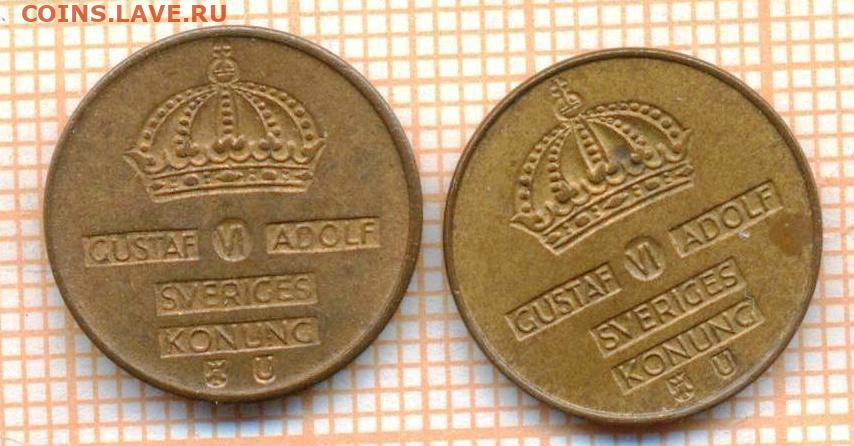 COINS.LAVE.RU
GUSTAF VI ADOLF
SVERIGES
KONUNG
U
GUSTAF VI ADOLF
SVERIGES
KONUNG
U